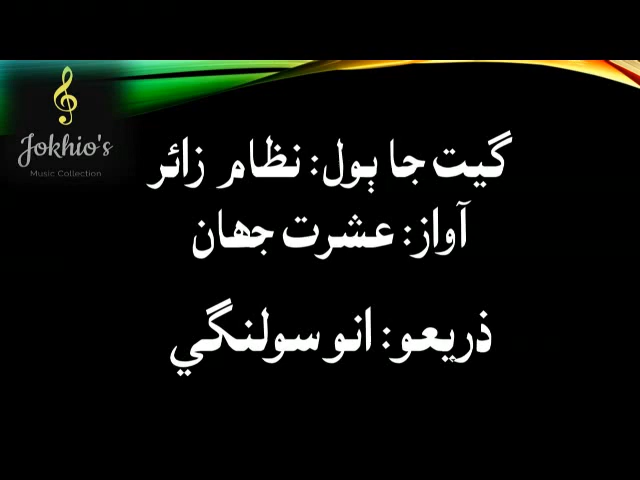 Jokhio's
Music Collection
گيت جا ٻول: نظام زائر
آواز: عشرت جهان
ذريعو: انو سولنگي